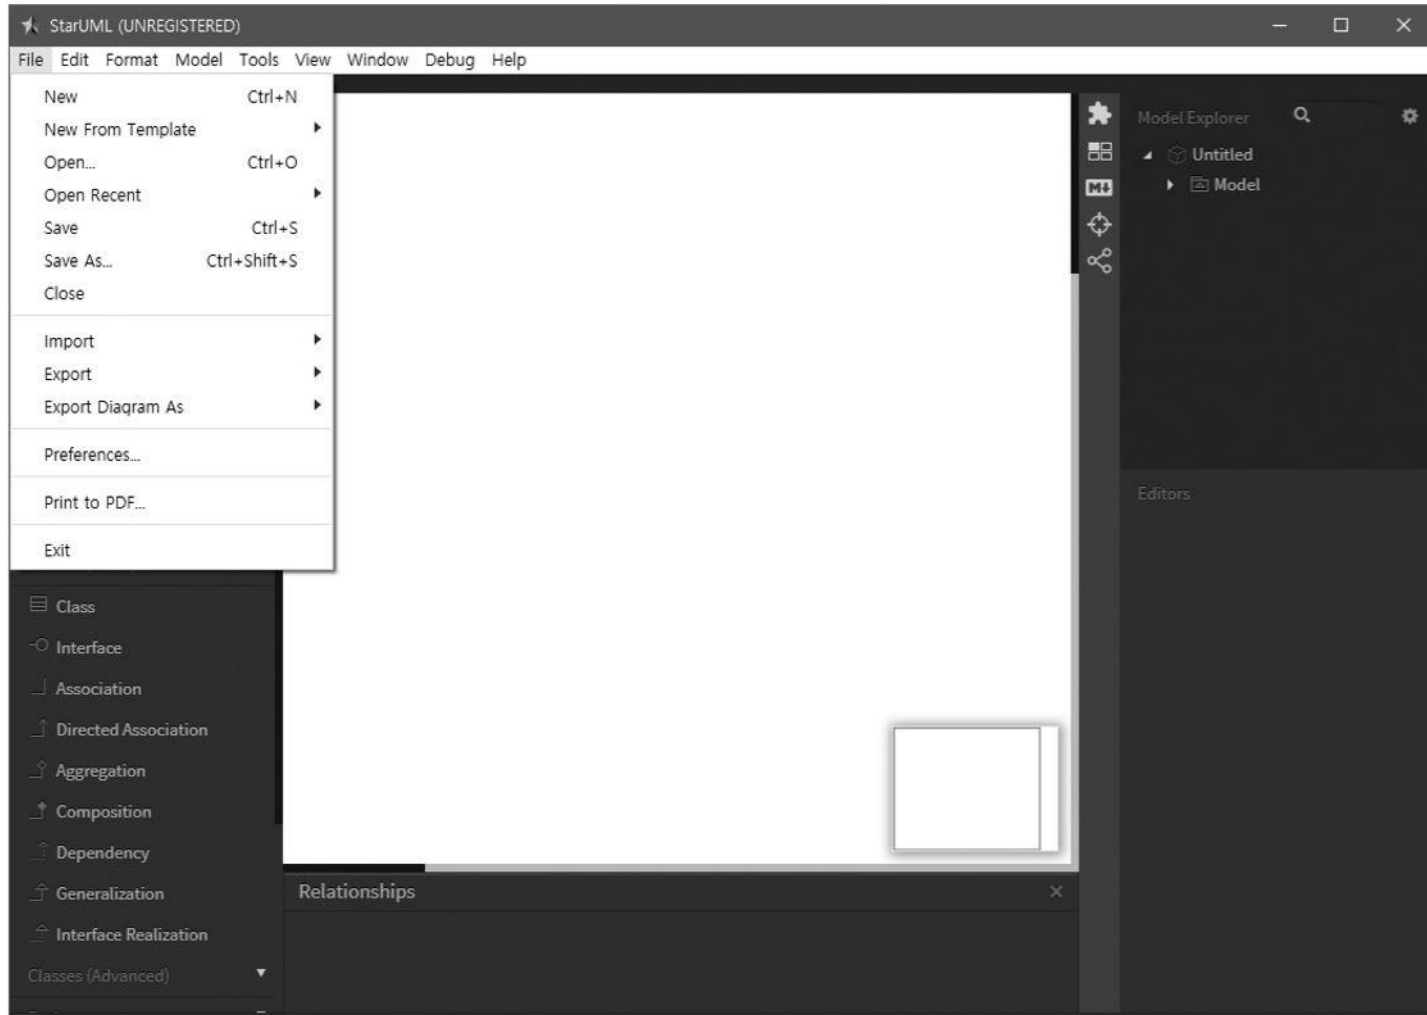 StarUML (UNREGISTERED)
File Edit Format Model Tools View Window Debug Help
New Ctrl+N
New From Template
Open... Ctrl+O
Open Recent
Save Ctrl+S
Save As... Ctrl+Shift+S
Close
Import
Export
Export Diagram As
Preferences...
Print to PDF...
Exit
Class
Interface
Association
Directed Association
Aggregation
Composition
Dependency
Generalization
Interface Realization
Classes (Advanced)
Relationships
M
Model Explorer
Untitled
Model
Editors